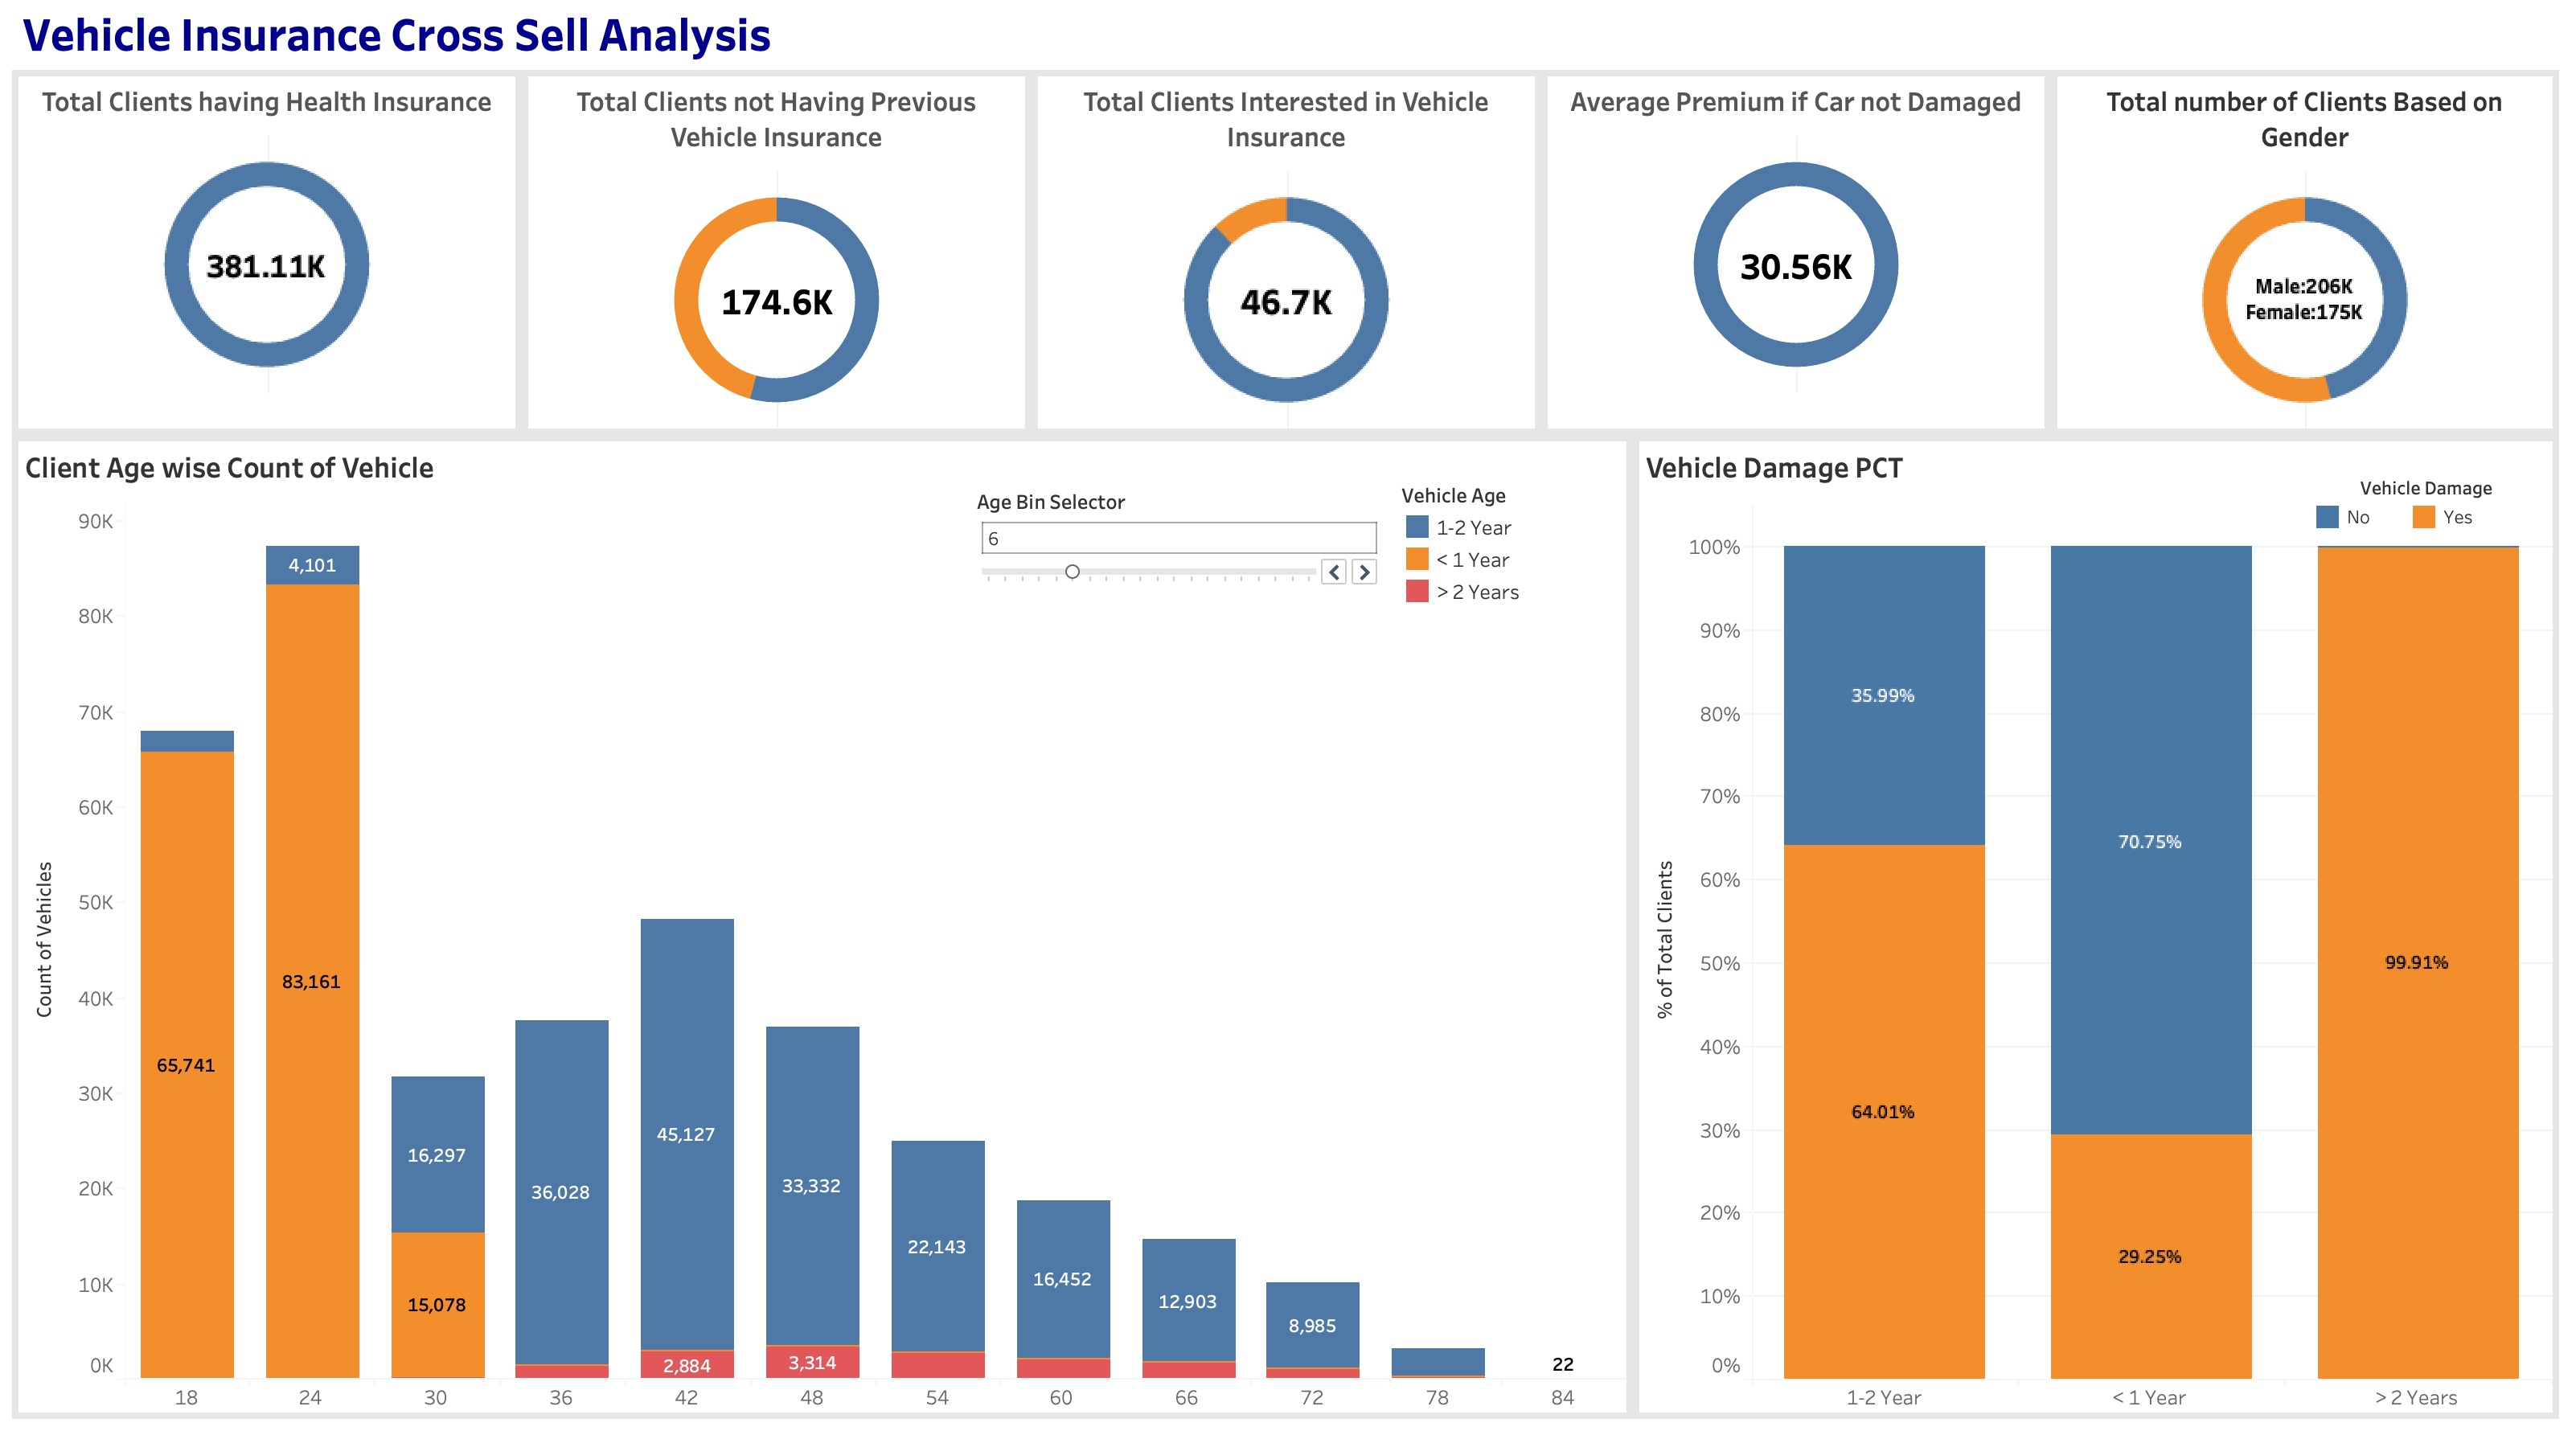 Vehicle Insurance Cross Sell Analysis
Total Clients having Health Insurance
381.11K
Total Clients not Having Previous
Vehicle Insurance
174.6K
Total Clients Interested in Vehicle
Insurance
46.7K
Average Premium if Car not Damaged
30.56K
Total number of Clients Based on
Gender
Male:206K
Female:175K
Client Age wise Count of Vehicle
Age Bin Selector
6
Vehicle Age
1-2 Year
< 1 Year
> 2 Years
Count of Vehicles
90K
80K
70K
60K
50K
40K
30K
20K
10K
0K
65,741
4,101
83,161
16,297
15,078
36,028
45,127
2,884
33,332
3,314
22,143
16,452
12,903
8,985
22
18 24 30 36 42 48 54 60 66 72 78 84
Vehicle Damage PCT
Vehicle Damage
No Yes
% of Total Clients
100%
90%
80%
70%
60%
50%
40%
30%
20%
10%
0%
35.99%
64.01%
70.75%
29.25%
99.91%
1-2 Year < 1 Year > 2 Years